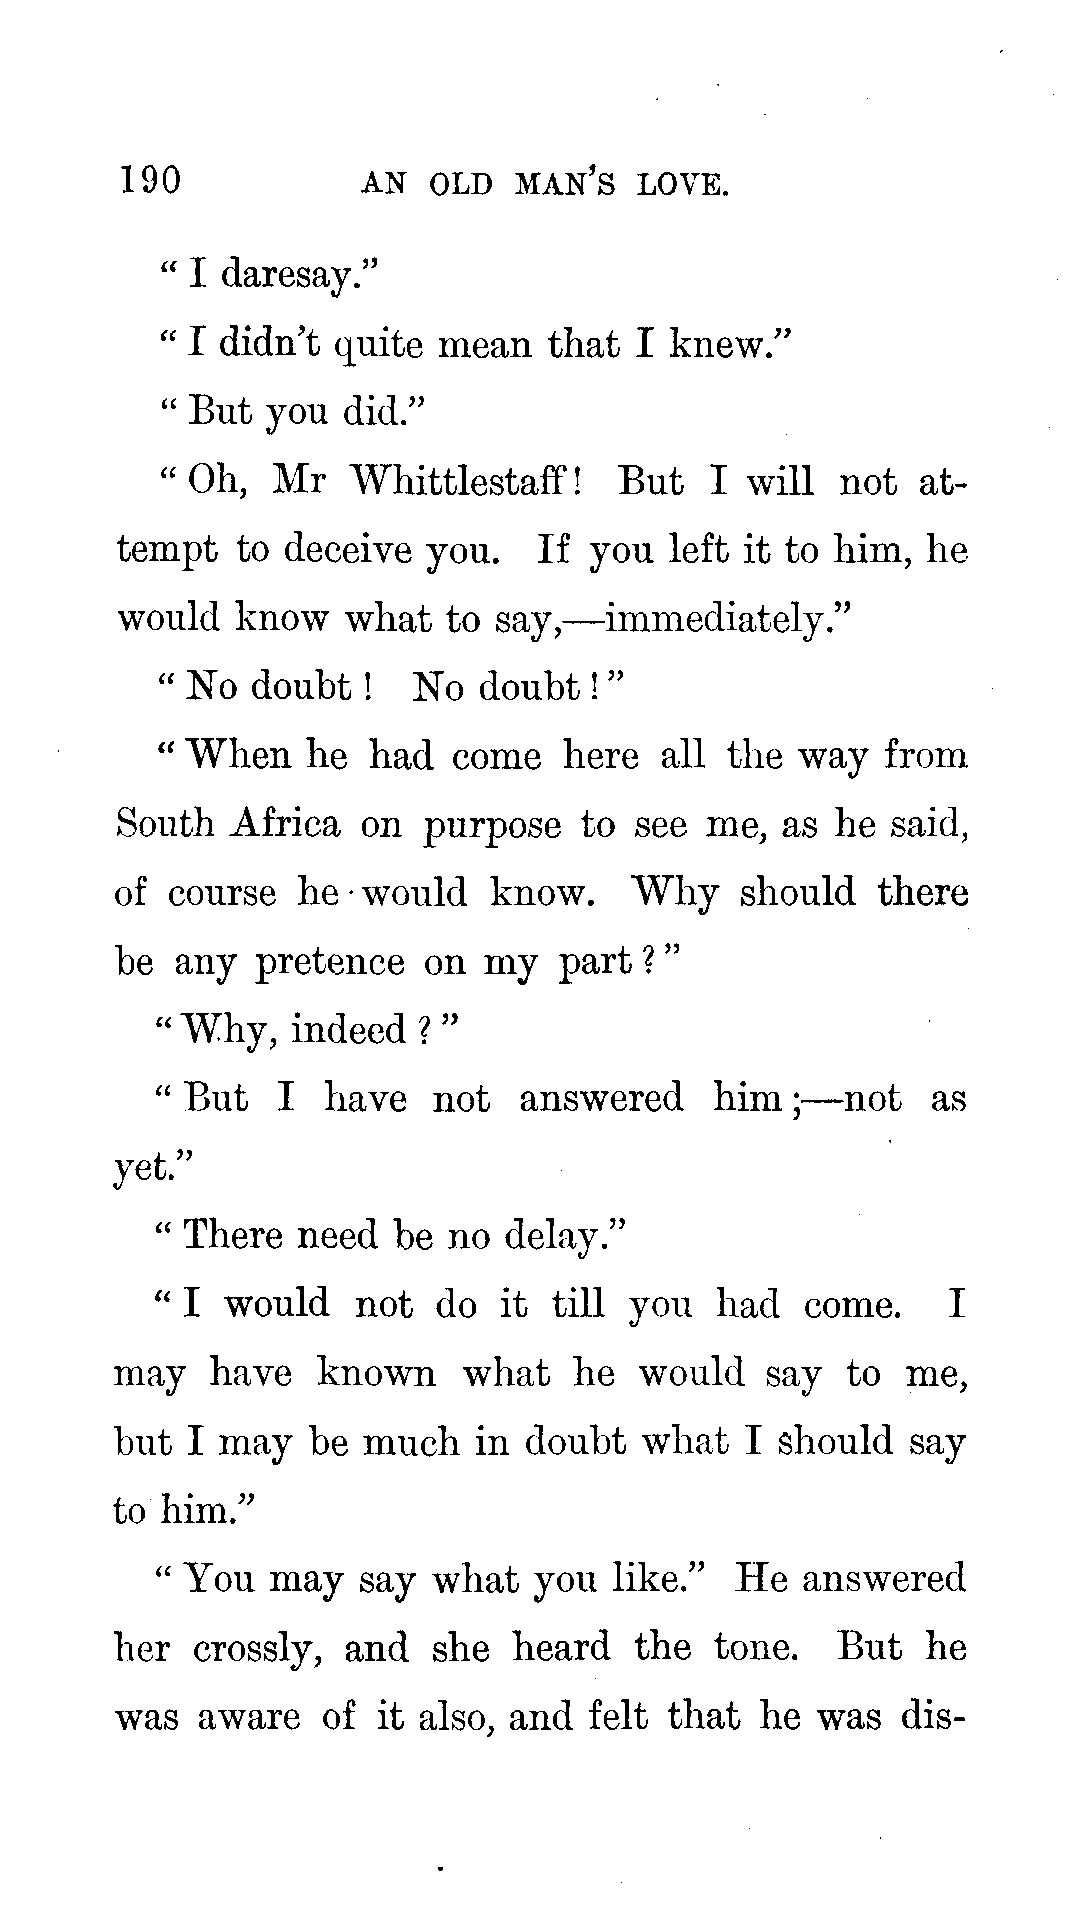 190 AN OLD MAN'S LOVE.
“ I daresay.”
“ I didn’t quite mean that I knew.”
“ But you did.”
“ Oh, Mr Whittlestaff! But I will not at-
tempt to deceive you. If you left it to him, he
would know what to say,—immediately.”
“ No doubt ! No doubt ! ”
“ When he had come here all the way from
South Africa on purpose to see me, as he said,
of course he would know. Why should there
be any pretence on my part ? ”
“ Why, indeed ? ”
“ But I have not answered him ;—not as
yet.”
“ There need be no delay.”
“ I would not do it till you had come. I
may have known what he would say to me,
but I may be much in doubt what I should say
to him.”
“ You may say what you like.” He answered
her crossly, and she heard the tone. But he
was aware of it also, and felt that he was dis-